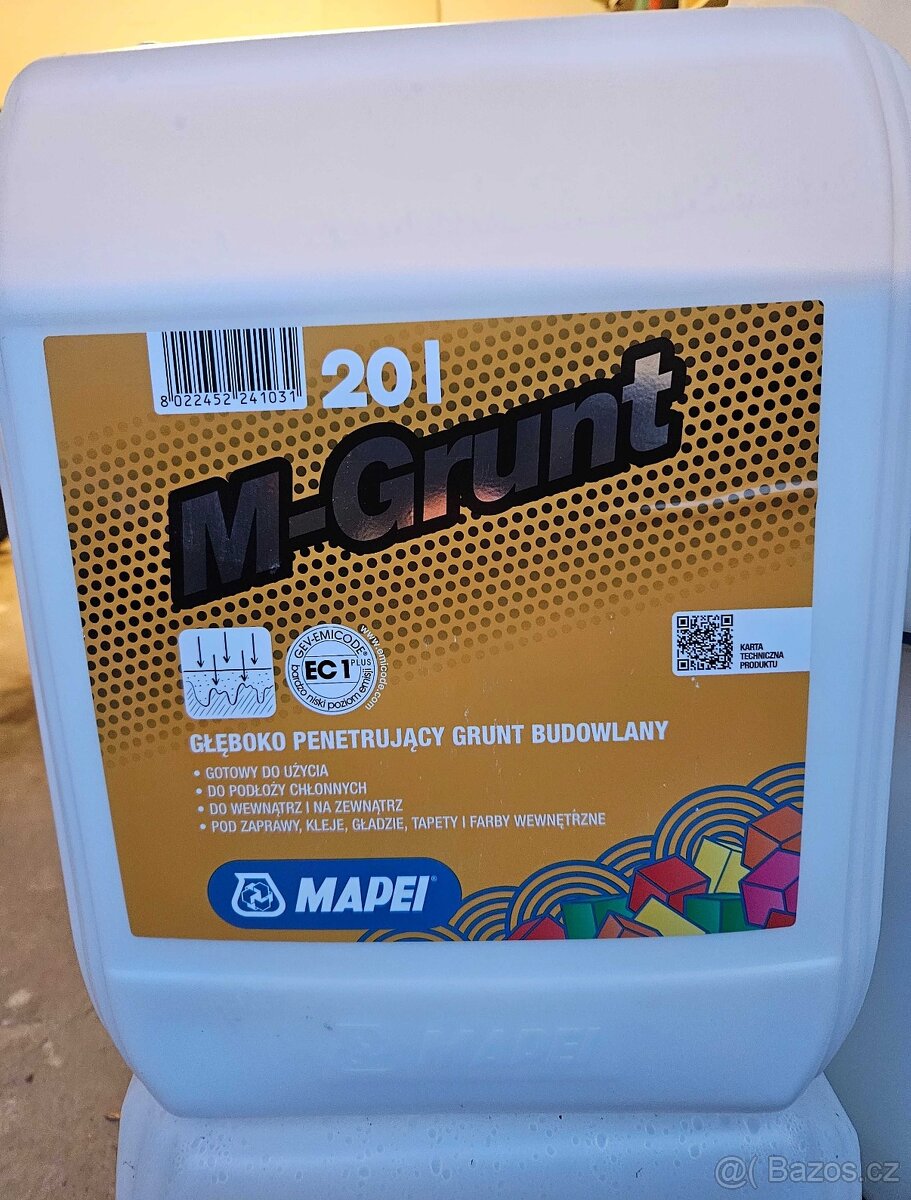 8 022452 241031
20 l
M-Grunt
GEV-EMICODE®
EC 1 PLUS
bardzo niski poziom emisji
www.emicode.com
KARTA
TECHNICZNA
PRODUKTU
GŁĘBOKO PENETRUJĄCY GRUNT BUDOWLANY
• GOTOWY DO UŻYCIA
• DO PODŁOŻY CHŁONNYCH
• DO WEWNĄTRZ I NA ZEWNĄTRZ
• POD ZAPRAWY, KLEJE, GŁADZIE, TAPETY I FARBY WEWNĘTRZNE
MAPEI®
MAPEI
@( Bazos.cz